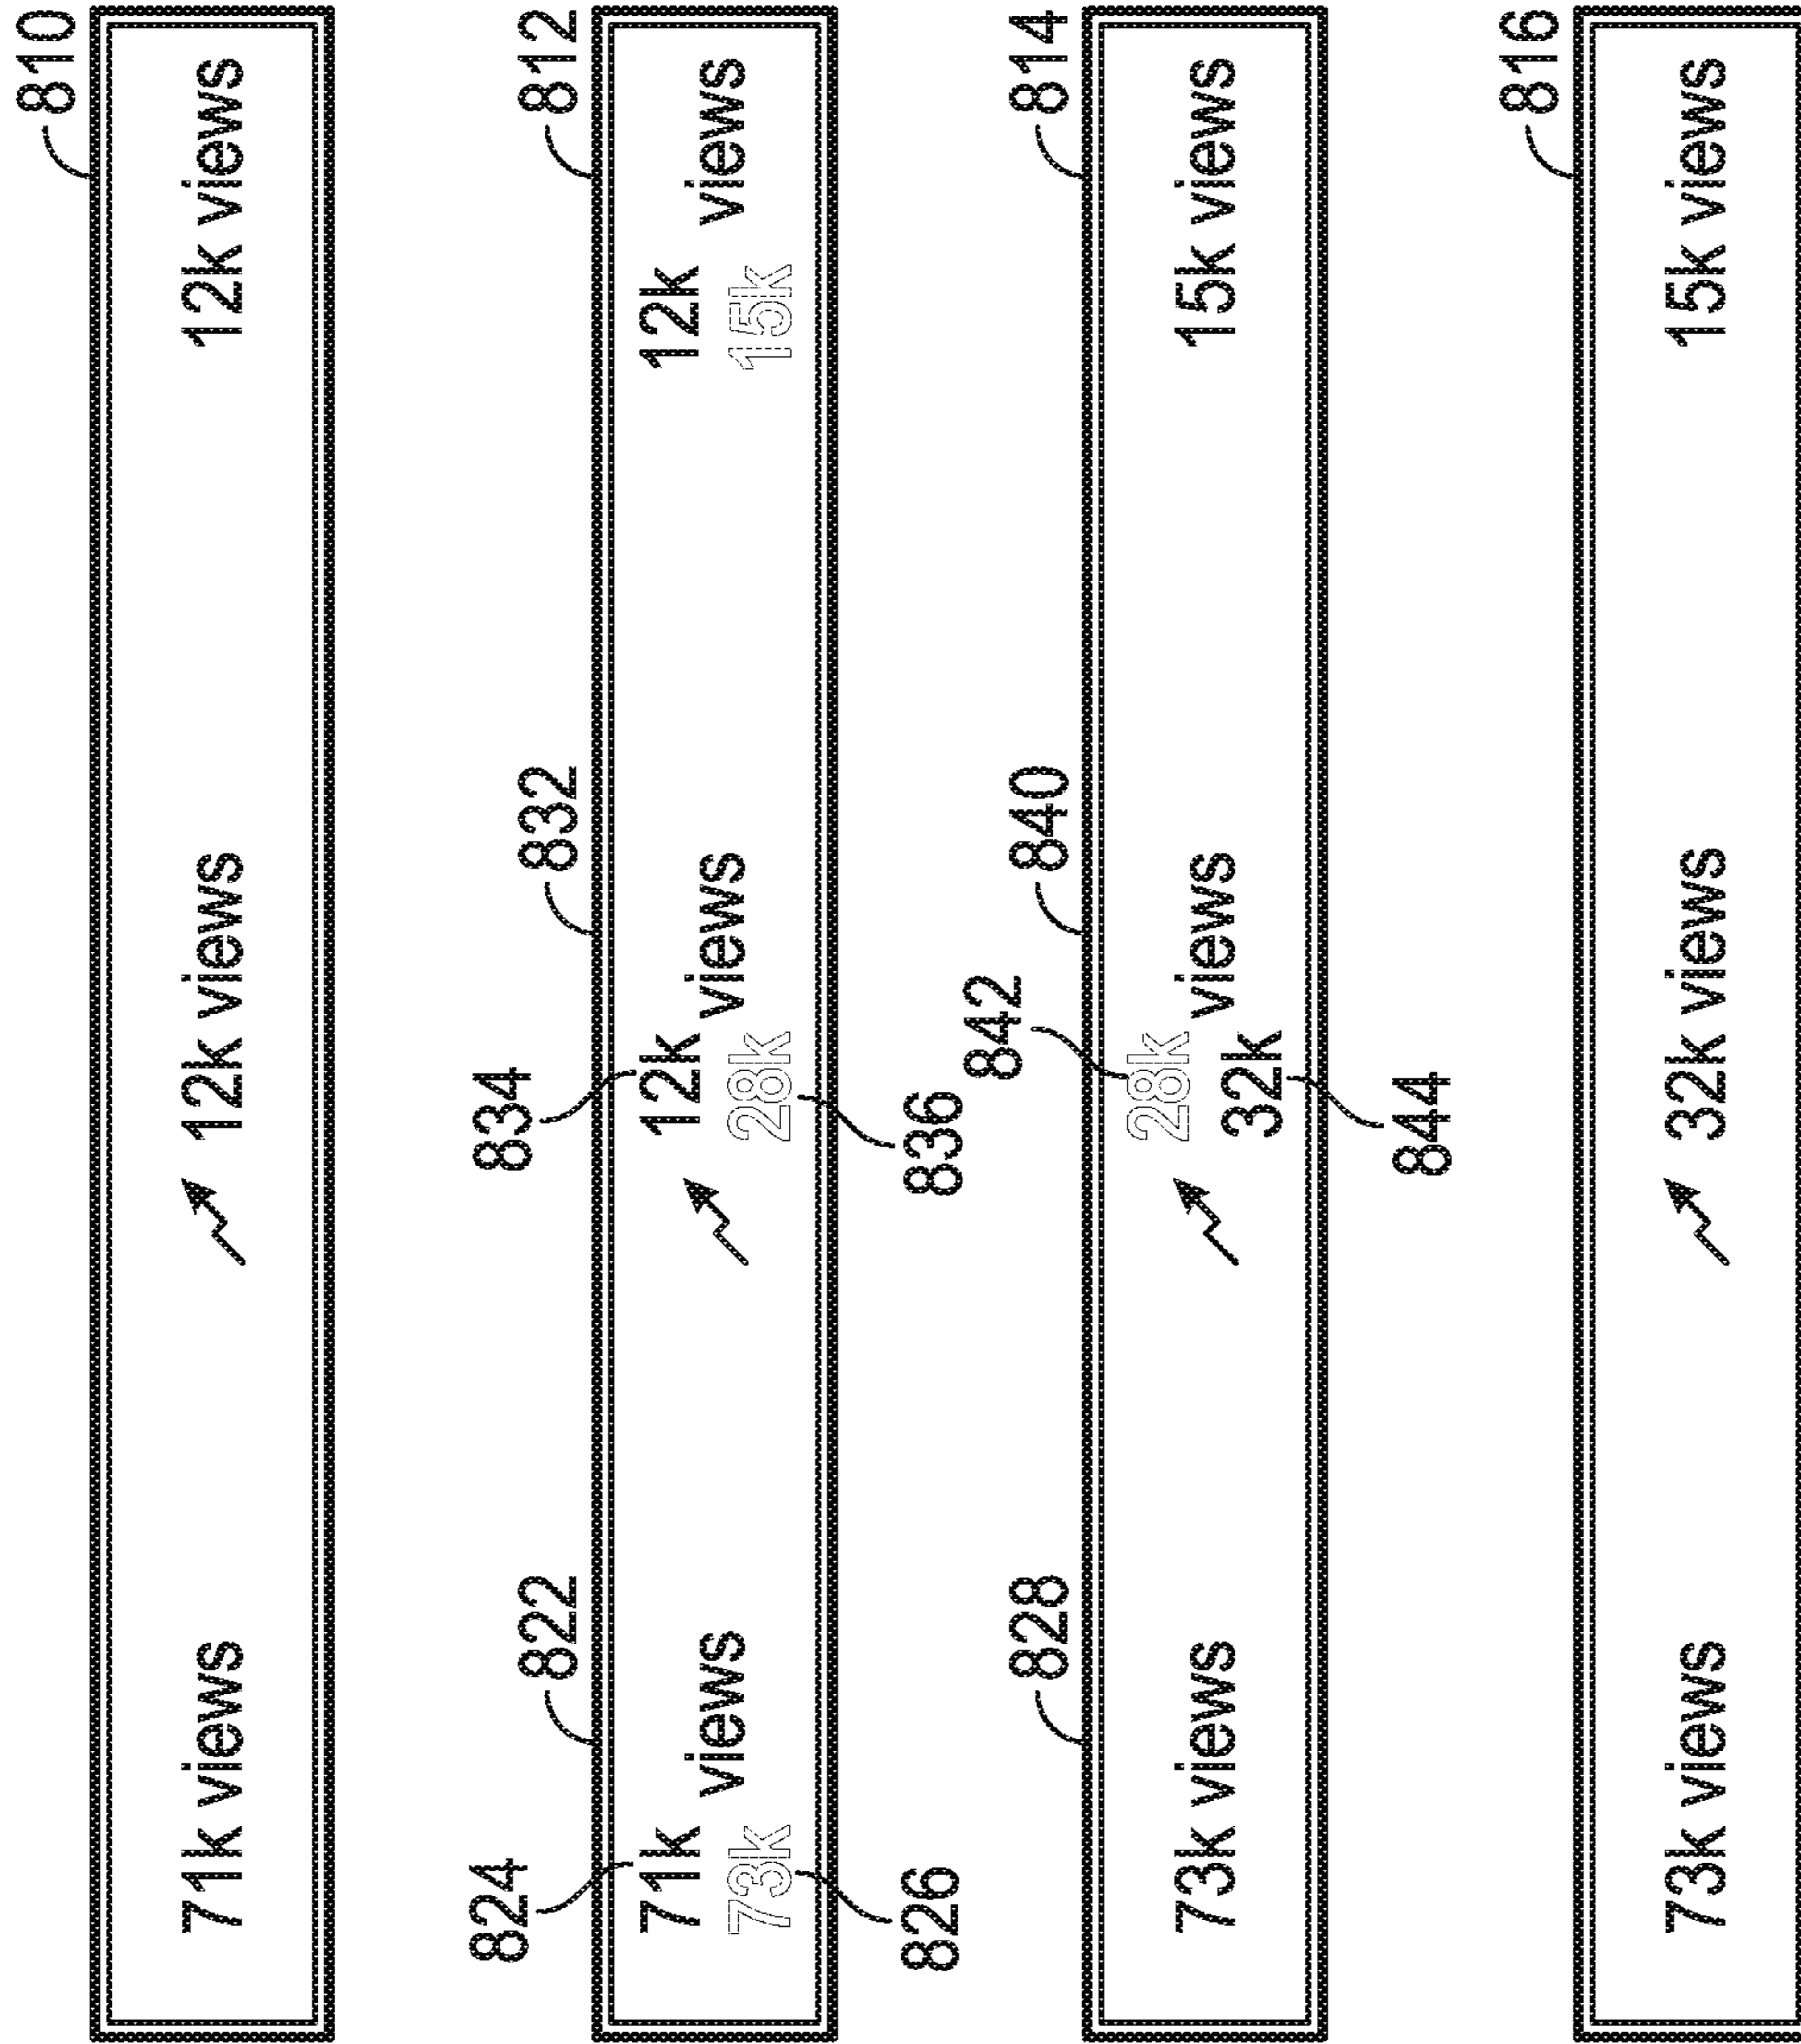 810
71k views 12k views 12k views
822 832 812
824 834
71k 12k 12k
views views views
73k 28k 15k
826 836
828 840 814
842
28k
73k views views 15k views
32k
844
816
73k views 32k views 15k views